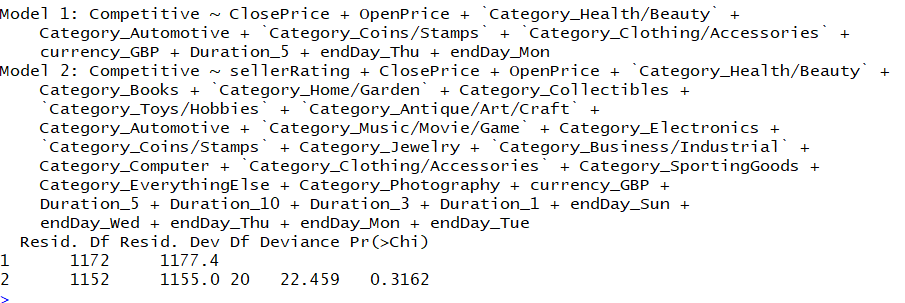 Model 1: Competitive ~ ClosePrice + OpenPrice + `Category_Health/Beauty` +
    Category_Automotive + `Category_Coins/Stamps` + `Category_Clothing/Accessories` +
    currency_GBP + Duration_5 + endDay_Thu + endDay_Mon
Model 2: Competitive ~ sellerRating + ClosePrice + OpenPrice + `Category_Health/Beauty` +
    Category_Books + `Category_Home/Garden` + Category_Collectibles +
    `Category_Toys/Hobbies` + `Category_Antique/Art/Craft` +
    Category_Automotive + `Category_Music/Movie/Game` + Category_Electronics +
    `Category_Coins/Stamps` + Category_Jewelry + `Category_Business/Industrial` +
    Category_Computer + `Category_Clothing/Accessories` + Category_SportingGoods +
    Category_EverythingElse + Category_Photography + currency_GBP +
    Duration_5 + Duration_10 + Duration_3 + Duration_1 + endDay_Sun +
    endDay_Wed + endDay_Thu + endDay_Mon + endDay_Tue
  Resid. Df Resid. Dev Df Deviance Pr(>Chi)
1      1172     1177.4
2      1152     1155.0 20   22.459   0.3162
>